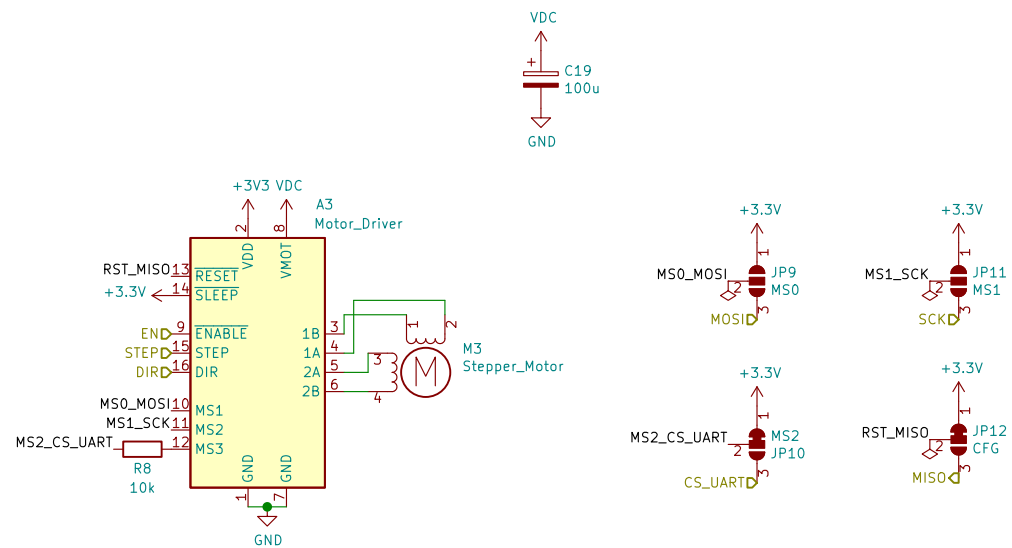 VDC
+
C19
100u
GND
+3V3 VDC
A3
Motor_Driver
2
8
VDD
VMOT
RST_MISO
13
RESET
+3.3V
14
SLEEP
EN
9
ENABLE
STEP
15
STEP
DIR
16
DIR
MS0_MOSI
10
MS1
MS1_SCK
11
MS2
MS2_CS_UART
12
MS3
R8
10k
1B
3
1A
4
2A
5
2B
6
1
2
3
4
M
M3
Stepper_Motor
GND
GND
1
7
GND
+3.3V
1
MS0_MOSI
2
JP9
MS0
3
MOSI
+3.3V
1
MS1_SCK
2
JP11
MS1
3
SCK
+3.3V
1
MS2_CS_UART
2
MS2
JP10
3
CS_UART
+3.3V
1
RST_MISO
2
JP12
CFG
3
MISO